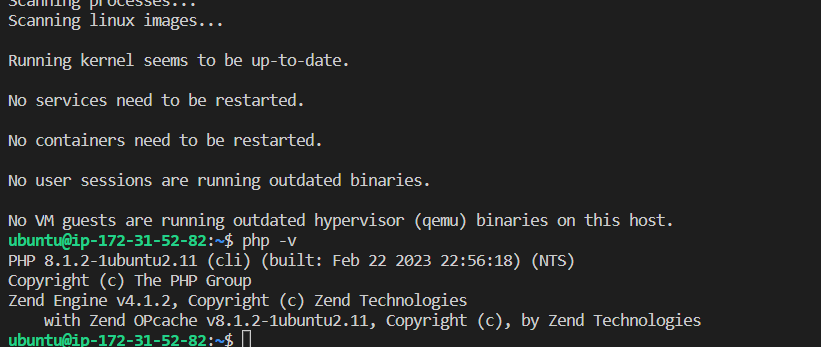 Scanning processes...
Scanning linux images...
Running kernel seems to be up-to-date.
No services need to be restarted.
No containers need to be restarted.
No user sessions are running outdated binaries.
No VM guests are running outdated hypervisor (qemu) binaries on this host.
ubuntu@ip-172-31-52-82:~$ php -v
PHP 8.1.2-1ubuntu2.11 (cli) (built: Feb 22 2023 22:56:18) (NTS)
Copyright (c) The PHP Group
Zend Engine v4.1.2, Copyright (c) Zend Technologies
    with Zend OPcache v8.1.2-1ubuntu2.11, Copyright (c), by Zend Technologies
ubuntu@ip-172-31-52-82:~$